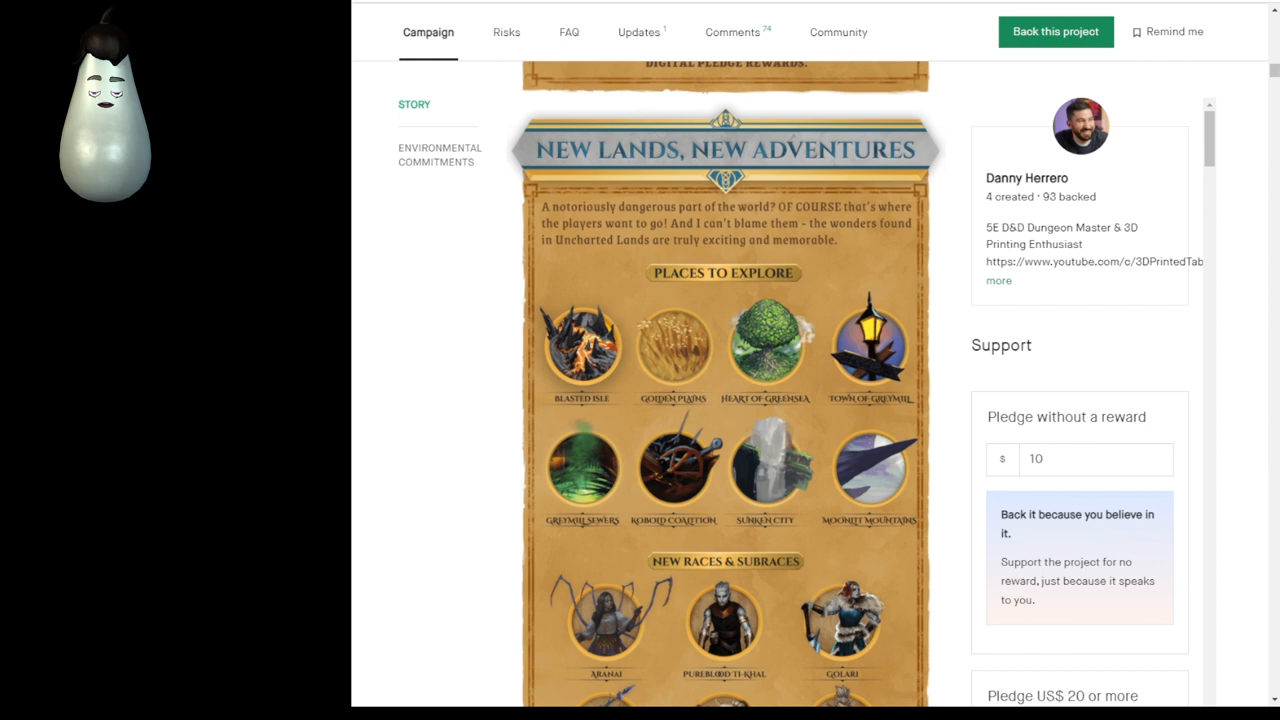 Campaign
Risks
FAQ
Updates 1
Comments 74
Community
Back this project
Remind me
STORY
ENVIRONMENTAL
COMMITMENTS
DIGITAL PLEDGE REWARDS.
NEW LANDS, NEW ADVENTURES
A notoriously dangerous part of the world? OF COURSE that's where
the players want to go! And I can't blame them - the wonders found
in Uncharted Lands are truly exciting and memorable.
PLACES TO EXPLORE
BLASTED ISLE
GOLDEN PLAINS
HEART OF GREENSEA
TOWN OF GREYMILL
GREYMILL SEWERS
KOBOLD COALITION
SUNKEN CITY
MOONLIT MOUNTAINS
NEW RACES & SUBRACES
ARANAI
PUREBLOOD TI-KHAL
GOLARI
Danny Herrero
4 created · 93 backed
5E D&D Dungeon Master & 3D
Printing Enthusiast
https://www.youtube.com/c/3DPrintedTab
more
Support
Pledge without a reward
$ 10
Back it because you believe in
it.
Support the project for no
reward, just because it speaks
to you.
Pledge US$ 20 or more